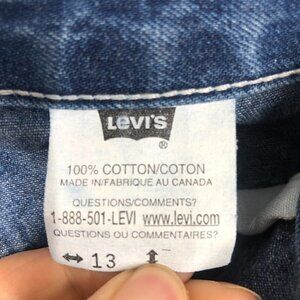 LEVI'S
®
100% COTTON/COTON
MADE IN/FABRIQUE AU CANADA
QUESTIONS/COMMENTS?
1-888-501-LEVI www.levi.com
QUESTIONS OU COMMENTAIRES?
↔ 13 ↕